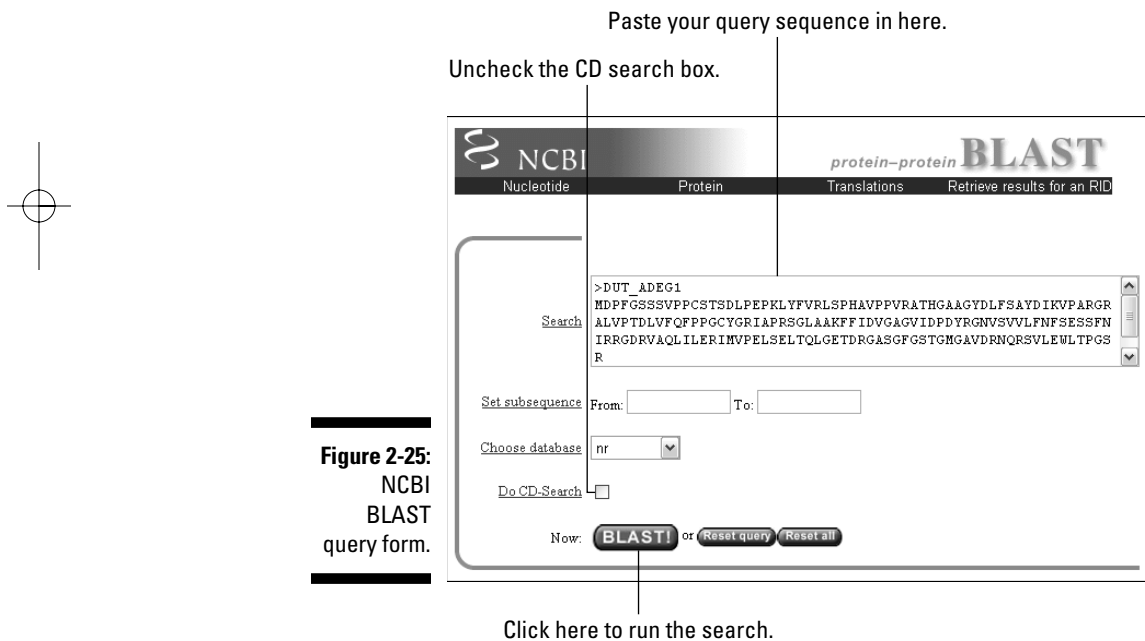 Paste your query sequence in here.
Uncheck the CD search box.
NCBI
protein–protein BLAST
Nucleotide Protein Translations Retrieve results for an RID
Search
>DUT_ADEG1
MDPFGSSSVPPCSTSDLPEPKLYFVRLSPHAVPPVRATHGAAGYDLFSAYDIKVPARGR
ALVPTDLVFQFPPGCYGRIAPRSGLAAKFFIDVGAGVIDPDYRGNVSVVLFNFSESSFN
IRRGDRVAQLILERIMVPELSELTQLGETDRGASGFGSTGMGAVDRNQRSVLEWLTPGS
R
Set subsequence From: To:
Choose database nr
Do CD-Search
Now: BLAST! or Reset query Reset all
Figure 2-25:
NCBI
BLAST
query form.
Click here to run the search.